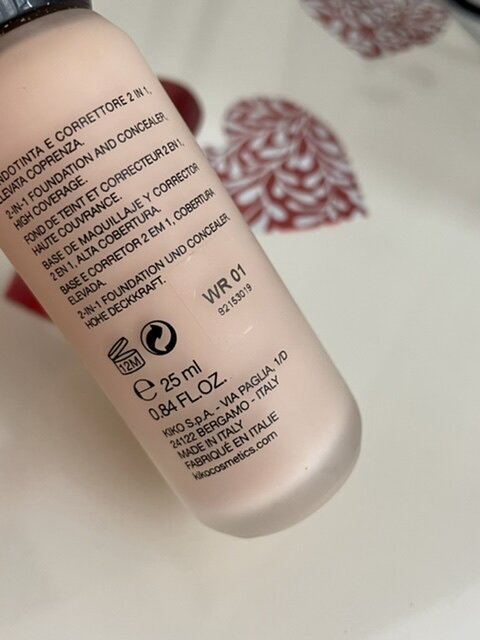 NDOTINTA E CORRETTORE 2 IN 1,
LEVATA COPRENZA.
2-IN-1 FOUNDATION AND CONCEALER,
HIGH COVERAGE.
FOND DE TEINT ET CORRECTEUR 2 EN 1,
HAUTE COUVRANCE.
BASE DE MAQUILLAJE Y CORRECTOR
2 EN 1, ALTA COBERTURA.
BASE E CORRETOR 2 EM 1, COBERTURA
ELEVADA.
2-IN-1 FOUNDATION UND CONCEALER,
HOHE DECKKRAFT.
WR 01
82153019
12M
e 25 ml
0.84 FL.OZ.
KIKO S.p.A. - VIA PAGLIA, 1/D
24122 BERGAMO - ITALY
MADE IN ITALY
FABRIQUÉ EN ITALIE
kikocosmetics.com